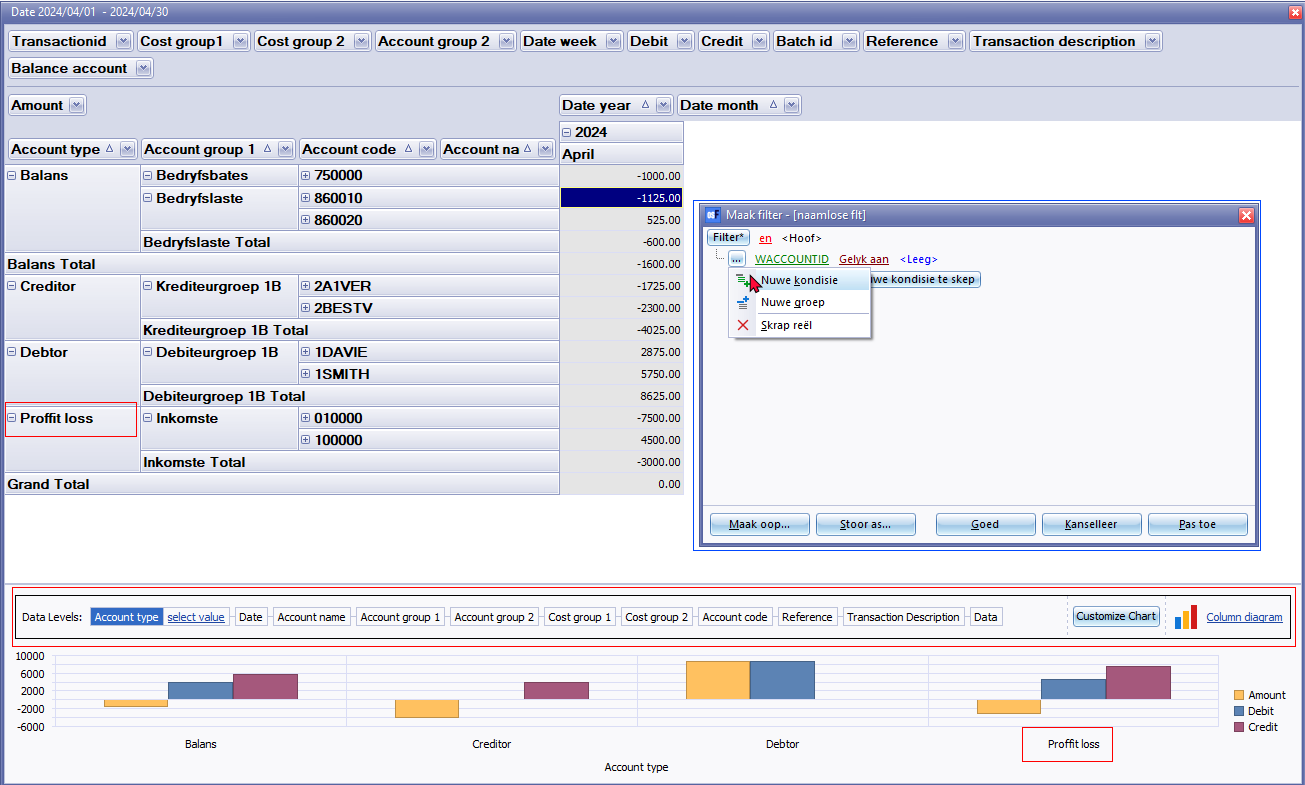 Date 2024/04/01 - 2024/04/30
Transactionid Cost group1 Cost group 2 Account group 2 Date week Debit Credit Batch id Reference Transaction description
Balance account
Amount Date year Date month
2024
Account type Account group 1 Account code Account na April
Balans Bedryfsbates 750000 -1000.00
Bedryfslaste 860010 -1125.00
860020 525.00
Bedryfslaste Total -600.00
Balans Total -1600.00
Creditor Krediteurgroep 1B 2A1VER -1725.00
2BESTV -2300.00
Krediteurgroep 1B Total -4025.00
Debtor Debiteurgroep 1B 1DAVIE 2875.00
1SMITH 5750.00
Debiteurgroep 1B Total 8625.00
Proffit loss Inkomste 010000 -7500.00
100000 4500.00
Inkomste Total -3000.00
Grand Total 0.00
Maak filter - [naamlose flt]
Filter* en <Hoof>
... WACCOUNTID Gelyk aan <Leeg>
Nuwe kondisie
we kondisie te skep
Nuwe groep
Skrap reël
Maak oop... Stoor as... Goed Kanselleer Pas toe
Data Levels: Account type select value Date Account name Account group 1 Account group 2 Cost group 1 Cost group 2 Account code Reference Transaction Description Data Customize Chart Column diagram
10000
6000
2000
-2000
-6000
Amount
Debit
Credit
Balans Creditor Debtor Proffit loss
Account type